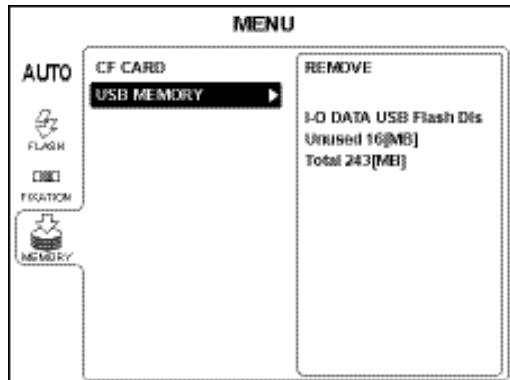 MENU
AUTO
FLASH
FIXATION
MEMORY
CF CARD
USB MEMORY
REMOVE
I-O DATA USB Flash Dis
Unused 16[MB]
Total 243[MB]